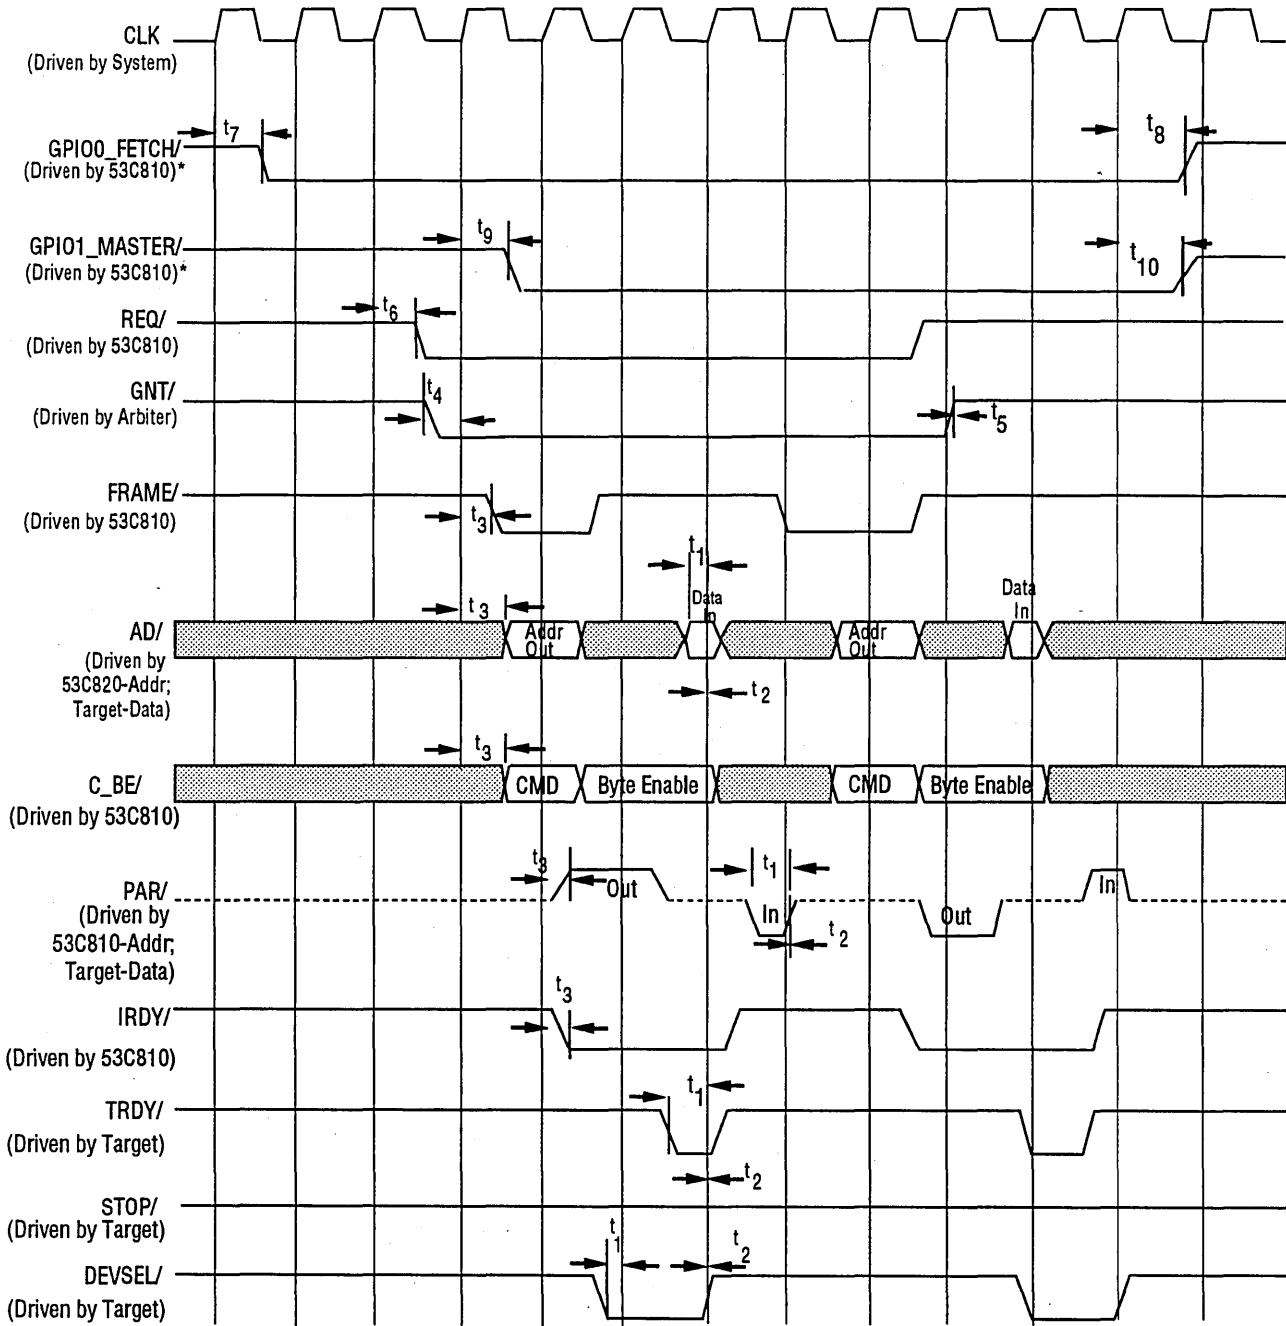 CLK
(Driven by System)
t7
t8
GPIO0_FETCH/
(Driven by 53C810)*
t9
GPIO1_MASTER/
(Driven by 53C810)*
t10
t6
REQ/
(Driven by 53C810)
GNT/
t4
(Driven by Arbiter)
t5
FRAME/
(Driven by 53C810)
t3
t1
Data
In
Data
In
t3
AD/
Addr
Out
Addr
Out
(Driven by
53C820-Addr;
Target-Data)
t2
t3
C_BE/
CMD
Byte Enable
CMD
Byte Enable
(Driven by 53C810)
t3
t1
PAR/
Out
In
Out
In
(Driven by
53C810-Addr;
Target-Data)
t2
t3
IRDY/
(Driven by 53C810)
t1
TRDY/
(Driven by Target)
t2
STOP/
(Driven by Target)
t1
t2
DEVSEL/
(Driven by Target)